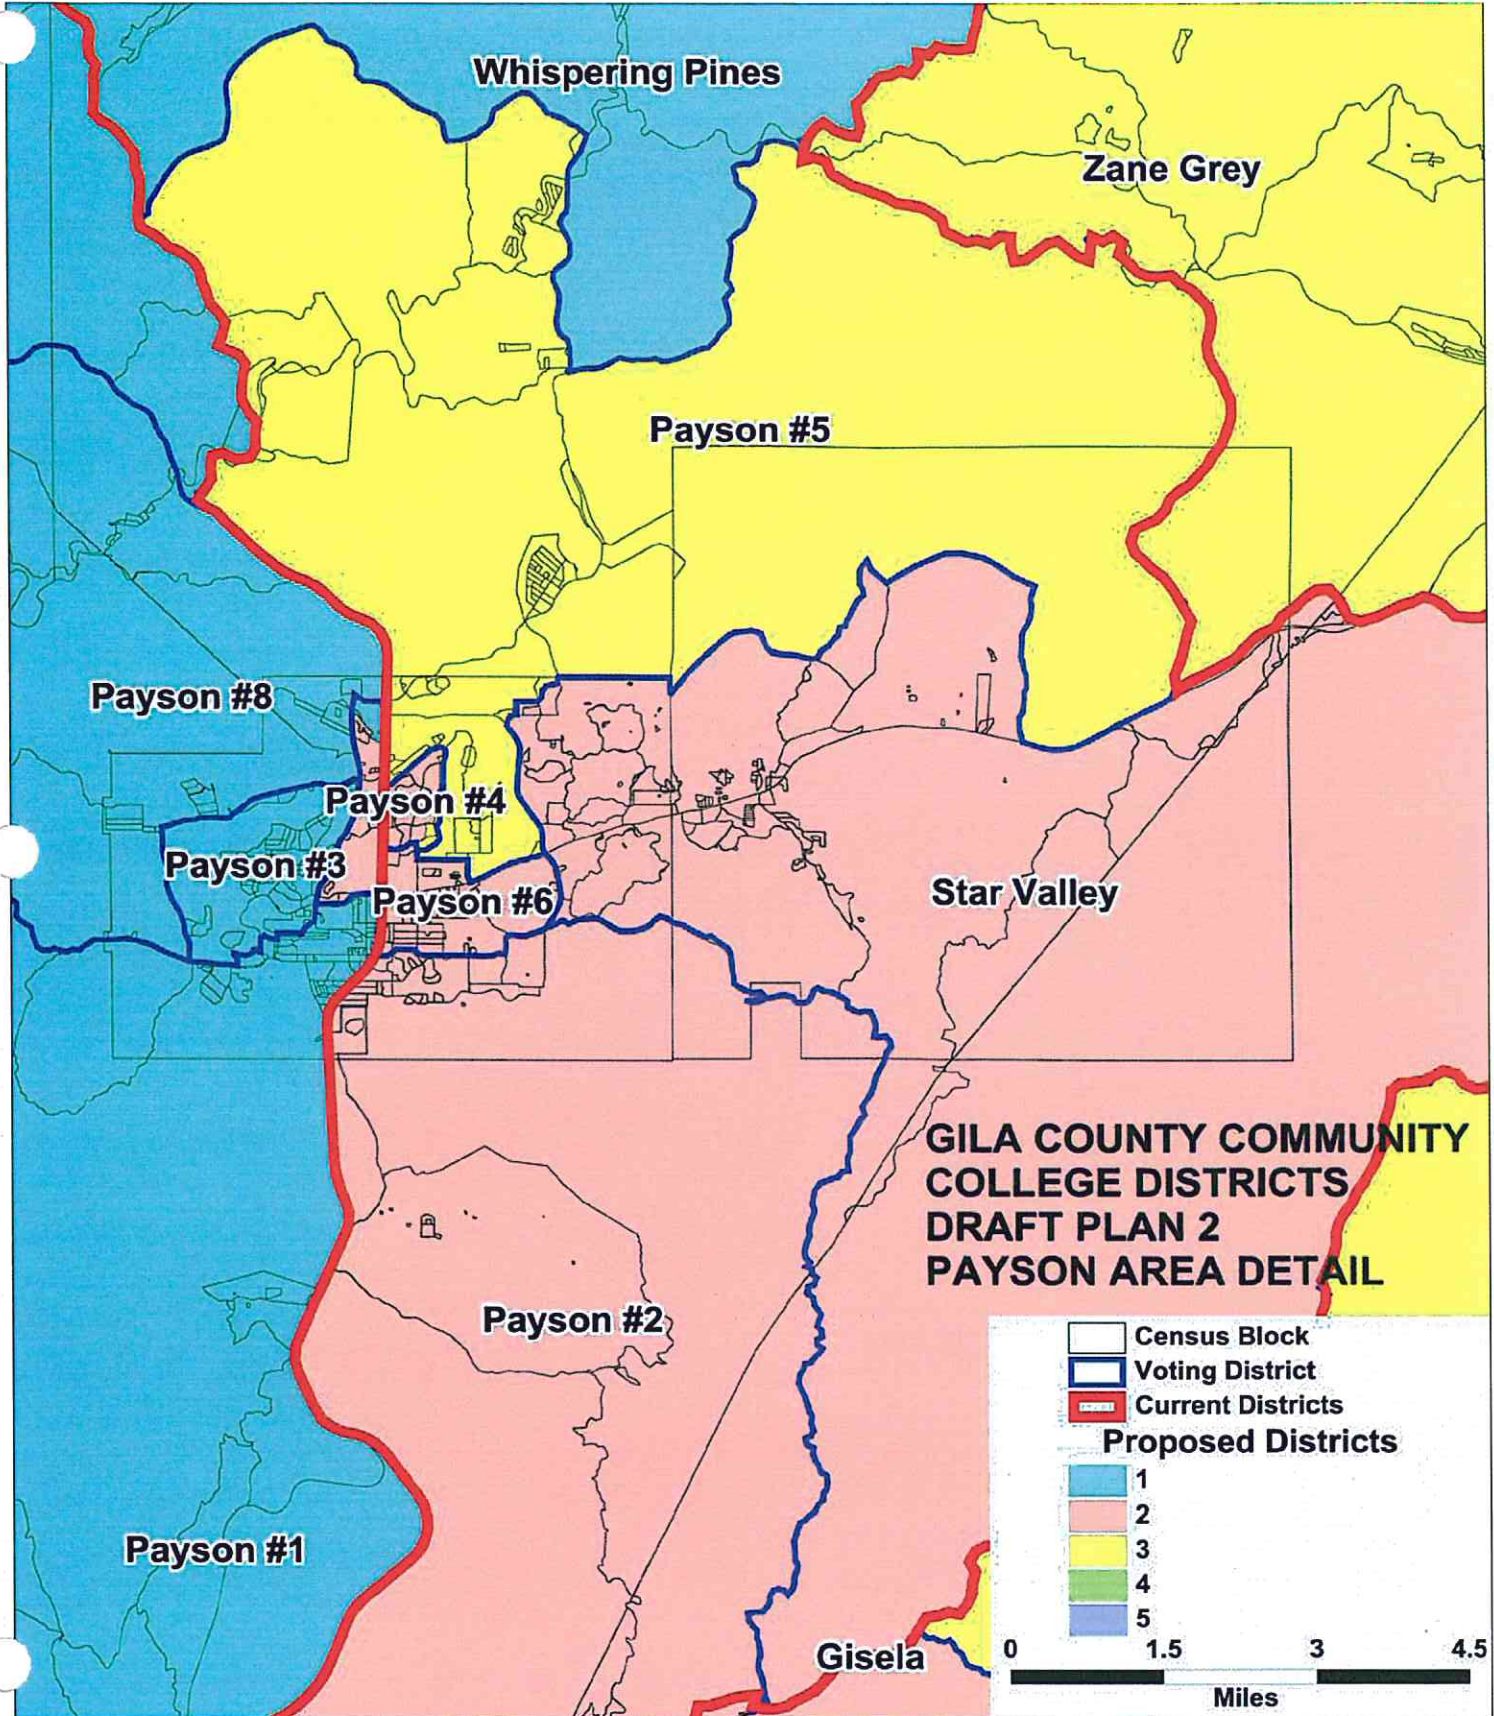 Whispering Pines
Zane Grey
Payson #5
Payson #8
Payson #4
Payson #3
Payson #6
Star Valley
GILA COUNTY COMMUNITY
COLLEGE DISTRICTS
DRAFT PLAN 2
PAYSON AREA DETAIL
Payson #2
Census Block
Voting District
Current Districts
Proposed Districts
1
2
3
4
5
Payson #1
Gisela
0 1.5 3 4.5
Miles